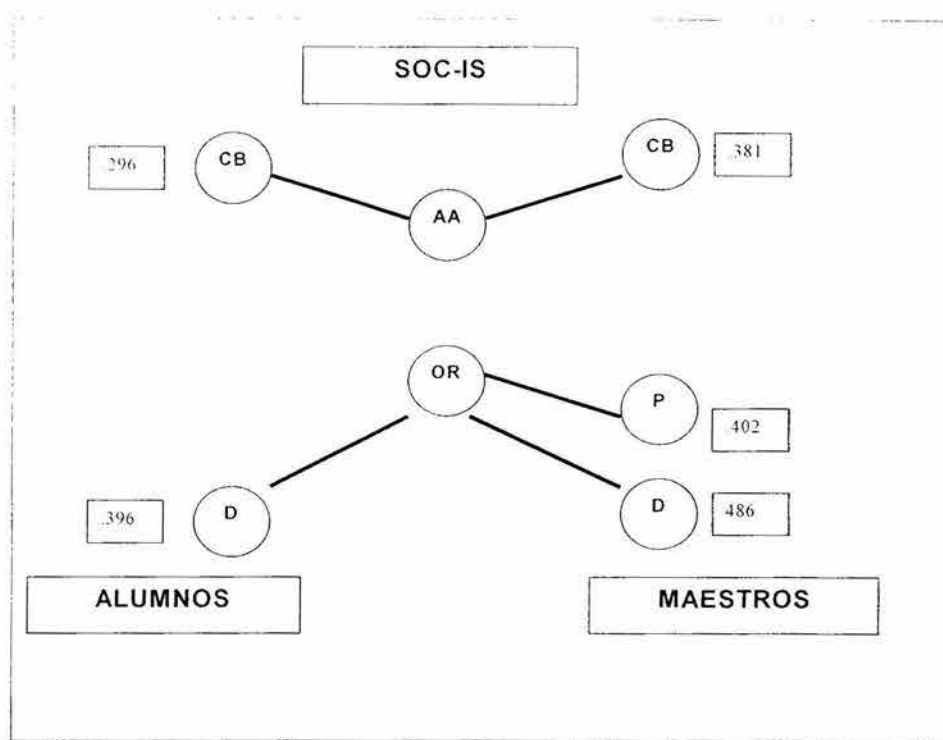 SOC-IS
.296 CB CB .381
AA
OR
P
.402
.396 D D 486
ALUMNOS MAESTROS